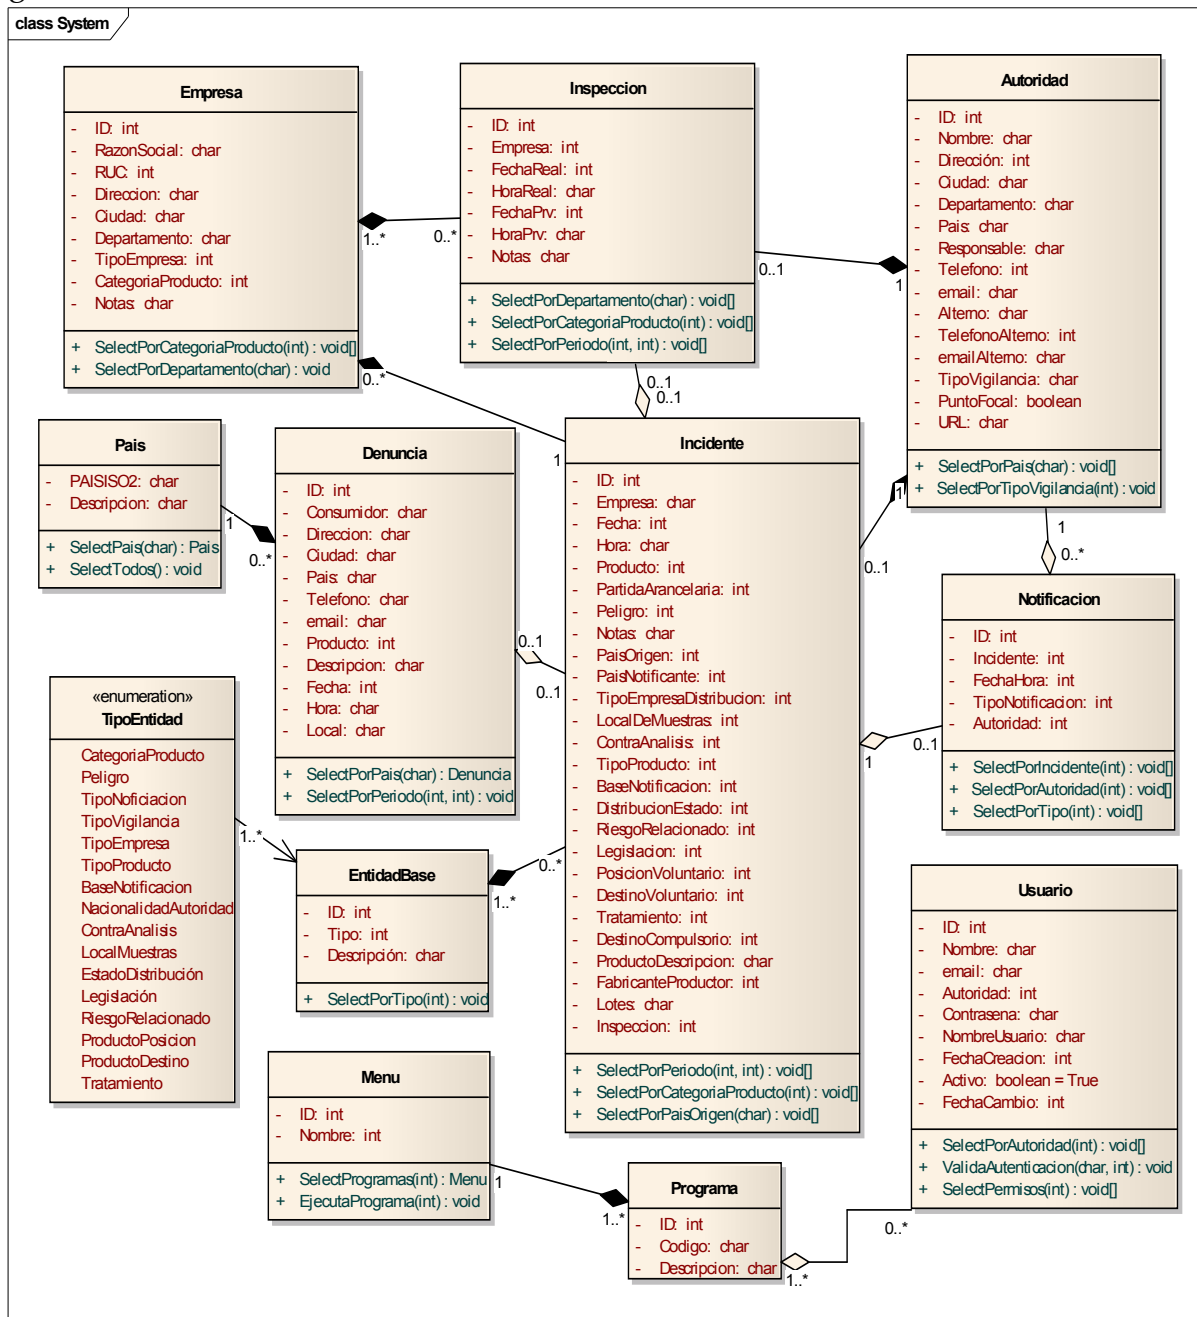 class System
Empresa
- ID: int
- RazonSocial: char
- RUC: int
- Direccion: char
- Ciudad: char
- Departamento: char
- TipoEmpresa: int
- CategoriaProducto: int
- Notas: char
+ SelectPorCategoriaProducto(int) : void[]
+ SelectPorDepartamento(char) : void
Inspeccion
- ID: int
- Empresa: int
- FechaReal: int
- HoraReal: char
- FechaPrv: int
- HoraPrv: char
- Notas: char
+ SelectPorDepartamento(char) : void[]
+ SelectPorCategoriaProducto(int) : void[]
+ SelectPorPeriodo(int, int) : void[]
Autoridad
- ID: int
- Nombre: char
- Dirección: int
- Ciudad: char
- Departamento: char
- Pais: char
- Responsable: char
- Telefono: int
- email: char
- Alterno: char
- TelefonoAlterno: int
- emailAlterno: char
- TipoVigilancia: char
- PuntoFocal: boolean
- URL: char
+ SelectPorPais(char) : void[]
+ SelectPorTipoVigilancia(int) : void
1..*
0..*
0..1
1
0..*
1
0..1
0..1
1
0..1
1
0..*
Pais
- PAISISO2: char
- Descripcion: char
+ SelectPais(char) : Pais
+ SelectTodos() : void
1
0..*
Denuncia
- ID: int
- Consumidor: char
- Direccion: char
- Ciudad: char
- Pais: char
- Telefono: char
- email: char
- Producto: int
- Descripcion: char
- Fecha: int
- Hora: char
- Local: char
+ SelectPorPais(char) : Denuncia
+ SelectPorPeriodo(int, int) : void
0..1
0..1
Incidente
- ID: int
- Empresa: char
- Fecha: int
- Hora: char
- Producto: int
- PartidaArancelaria: int
- Peligro: int
- Notas: char
- PaisOrigen: int
- PaisNotificante: int
- TipoEmpresaDistribucion: int
- LocalDeMuestras: int
- ContraAnalisis: int
- TipoProducto: int
- BaseNotificacion: int
- DistribucionEstado: int
- RiesgoRelacionado: int
- Legislacion: int
- PosicionVoluntario: int
- DestinoVoluntario: int
- Tratamiento: int
- DestinoCompulsorio: int
- ProductoDescripcion: char
- FabricanteProductor: int
- Lotes: char
- Inspeccion: int
+ SelectPorPeriodo(int, int) : void[]
+ SelectPorCategoriaProducto(int) : void[]
+ SelectPorPaisOrigen(char) : void[]
Notificacion
- ID: int
- Incidente: int
- FechaHora: int
- TipoNotificacion: int
- Autoridad: int
+ SelectPorIncidente(int) : void[]
+ SelectPorAutoridad(int) : void[]
+ SelectPorTipo(int) : void[]
0..1
1
«enumeration»
TipoEntidad
CategoriaProducto
Peligro
TipoNoficiacion
TipoVigilancia
TipoEmpresa
TipoProducto
BaseNotificacion
NacionalidadAutoridad
ContraAnalisis
LocalMuestras
EstadoDistribución
Legislación
RiesgoRelacionado
ProductoPosicion
ProductoDestino
Tratamiento
1..*
EntidadBase
- ID: int
- Tipo: int
- Descripción: char
+ SelectPorTipo(int) : void
0..*
1..*
Usuario
- ID: int
- Nombre: char
- email: char
- Autoridad: int
- Contrasena: char
- NombreUsuario: char
- FechaCreacion: int
- Activo: boolean = True
- FechaCambio: int
+ SelectPorAutoridad(int) : void[]
+ ValidaAutenticacion(char, int) : void
+ SelectPermisos(int) : void[]
Menu
- ID: int
- Nombre: int
+ SelectProgramas(int) : Menu
+ EjecutaPrograma(int) : void
1
1..*
Programa
- ID: int
- Codigo: char
- Descripcion: char
1..*
0..*